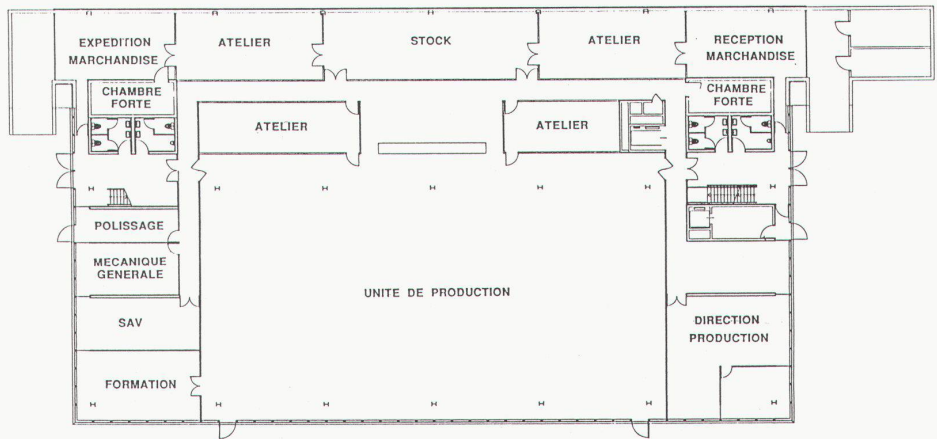 EXPEDITION
MARCHANDISE
ATELIER
STOCK
ATELIER
RECEPTION
MARCHANDISE
CHAMBRE
FORTE
CHAMBRE
FORTE
ATELIER
ATELIER
POLISSAGE
MECANIQUE
GENERALE
UNITE DE PRODUCTION
SAV
DIRECTION
PRODUCTION
FORMATION